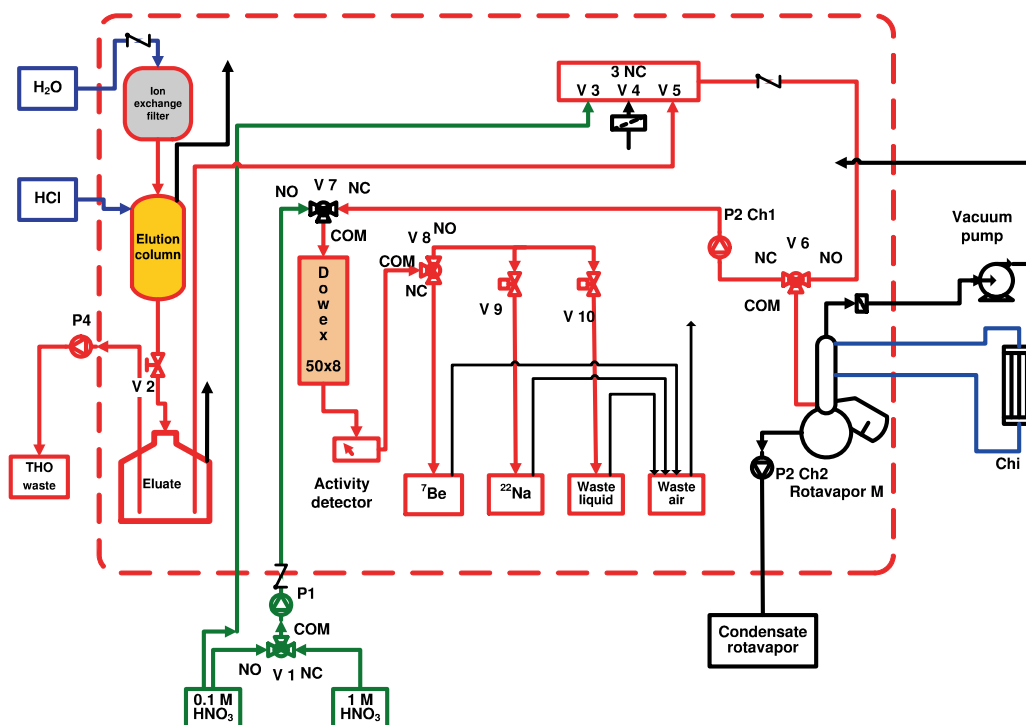 H₂O
Ion
exchange
filter
3 NC
V 3 V 4 V 5
HCl
Elution
column
NO
V 7
NC
COM
P2 Ch1
V 6
NC
NO
COM
Vacuum
pump
V 8
NO
COM
NC
D
o
w
e
x
50x8
V 9
V 10
P4
V 2
THO
waste
Eluate
Activity
detector
⁷Be
²²Na
Waste
liquid
Waste
air
P2 Ch2
Rotavapor M
Chi
P1
COM
NO
V 1
NC
0.1 M
HNO₃
1 M
HNO₃
Condensate
rotavapor